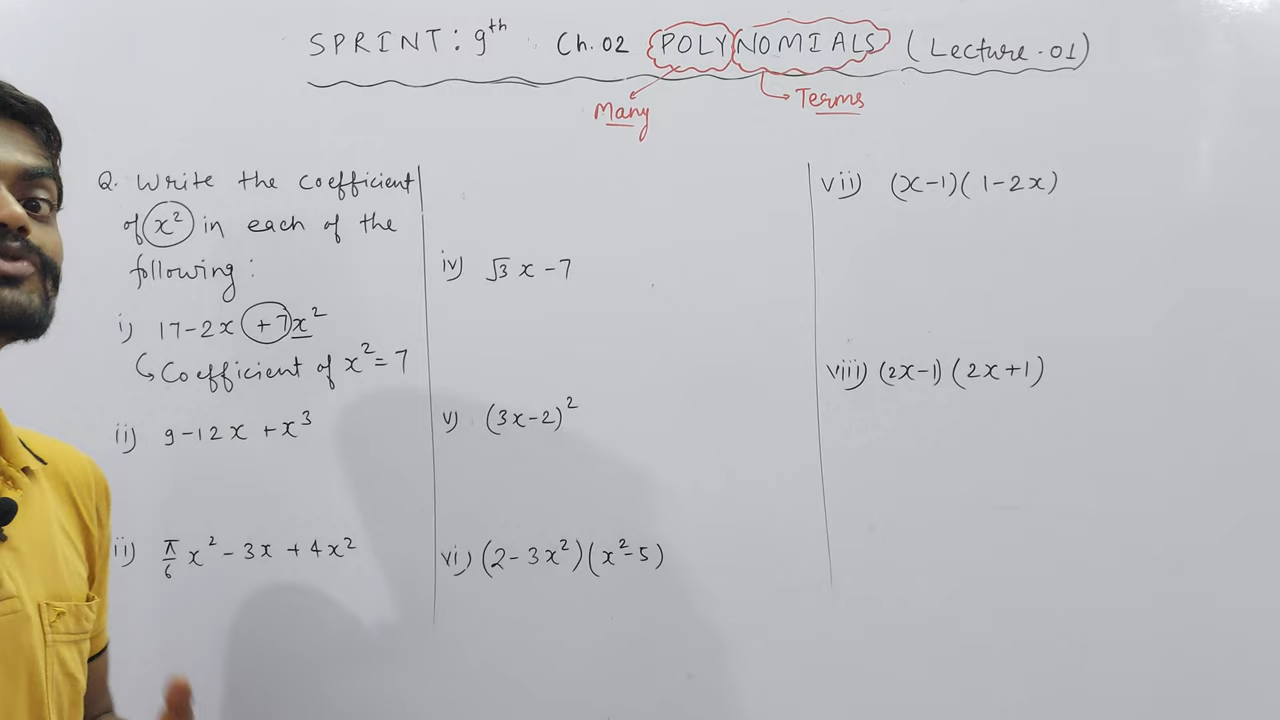 SPRINT: 9th Ch. 02 POLYNOMIALS (Lecture-01)
Many Terms
Q. Write the coefficient
of x² in each of the
following:
i) 17-2x+7x²
↳ Coefficient of x² = 7
ii) 9-12x+x³
ii) π/6 x² - 3x + 4x²
iv) √3 x - 7
v) (3x-2)²
vi) (2-3x²)(x²-5)
vii) (x-1)(1-2x)
viii) (2x-1)(2x+1)